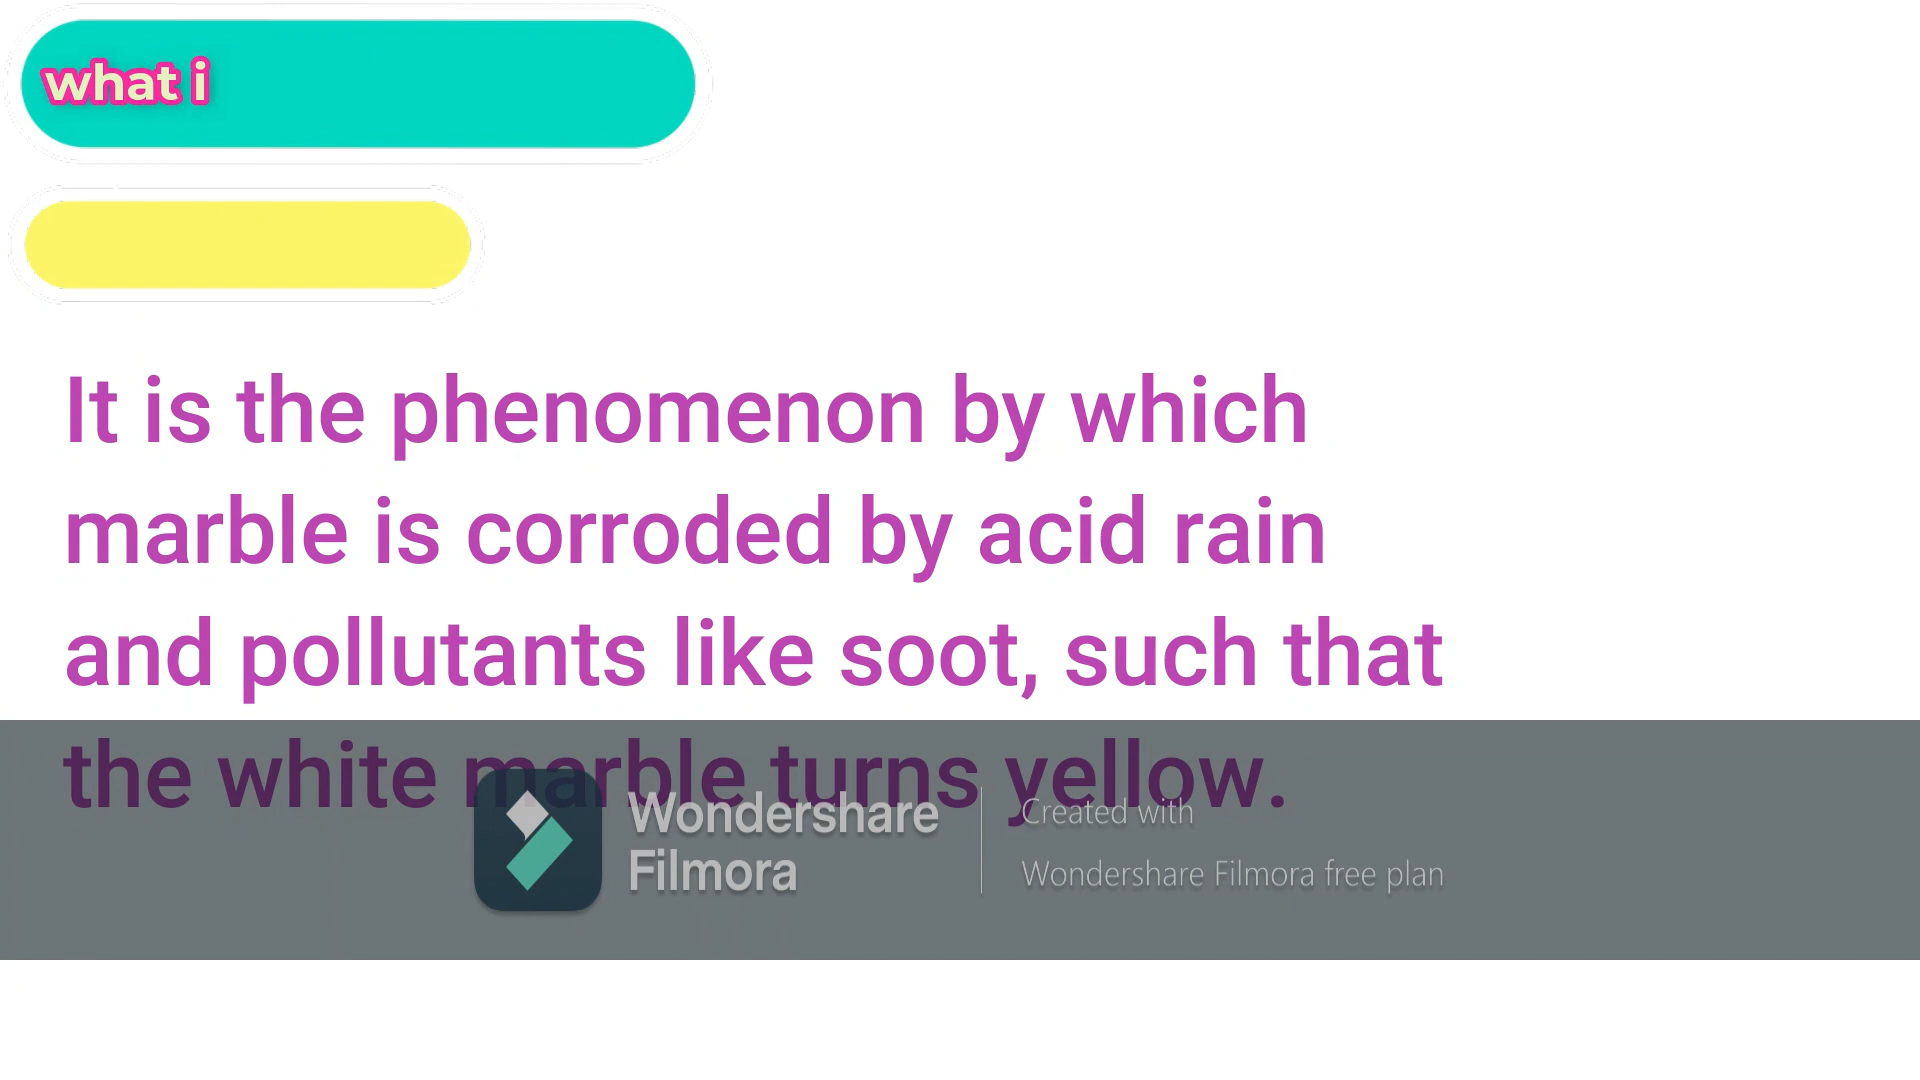 what i
It is the phenomenon by which
marble is corroded by acid rain
and pollutants like soot, such that
the white marble turns yellow.
Wondershare
Filmora
Created with
Wondershare Filmora free plan